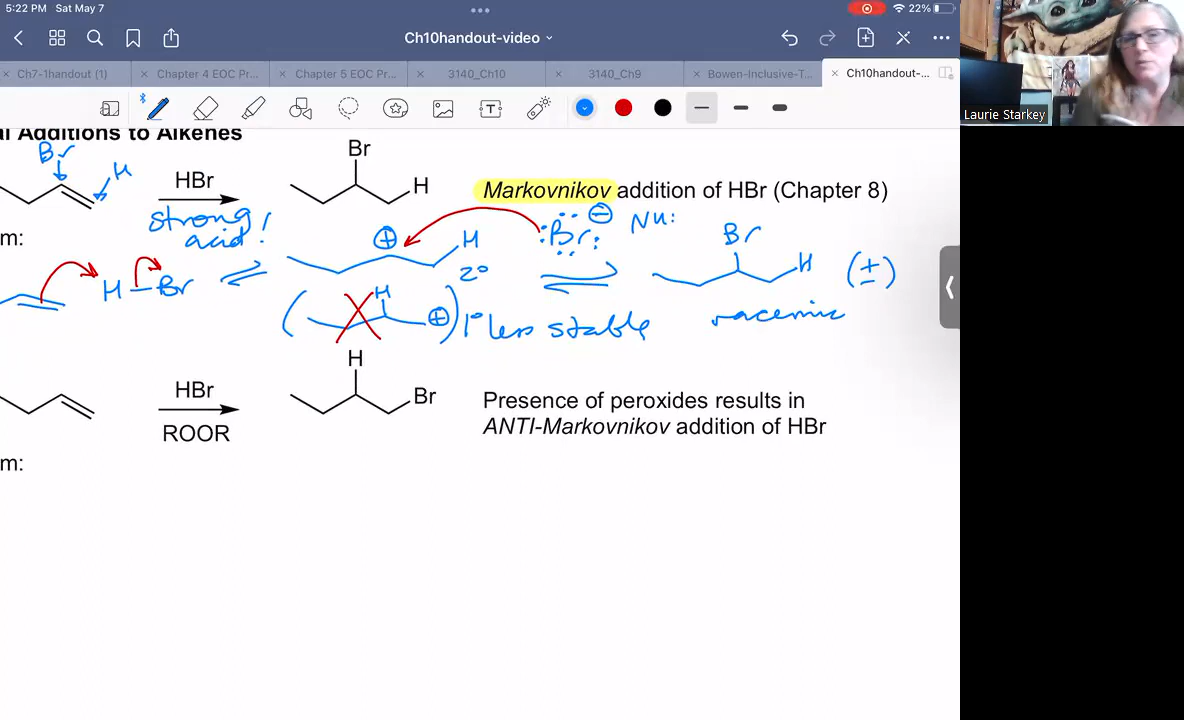 5:22 PM Sat May 7
22%
Ch10handout-video
Ch7-1handout (1)
Chapter 4 EOC Pr...
Chapter 5 EOC Pr...
3140_Ch10
3140_Ch9
Bowen-Inclusive-T...
Ch10handout-...
Laurie Starkey
al Additions to Alkenes
Br
H
HBr
strong acid!
Br
H
Markovnikov addition of HBr (Chapter 8)
m:
H-Br
⊕
H
2°
:Br: ⊖
Nu:
Br
H
(±)
racemic
(
H
⊕
)
1° less stable
HBr
ROOR
H
Br
Presence of peroxides results in
ANTI-Markovnikov addition of HBr
m: